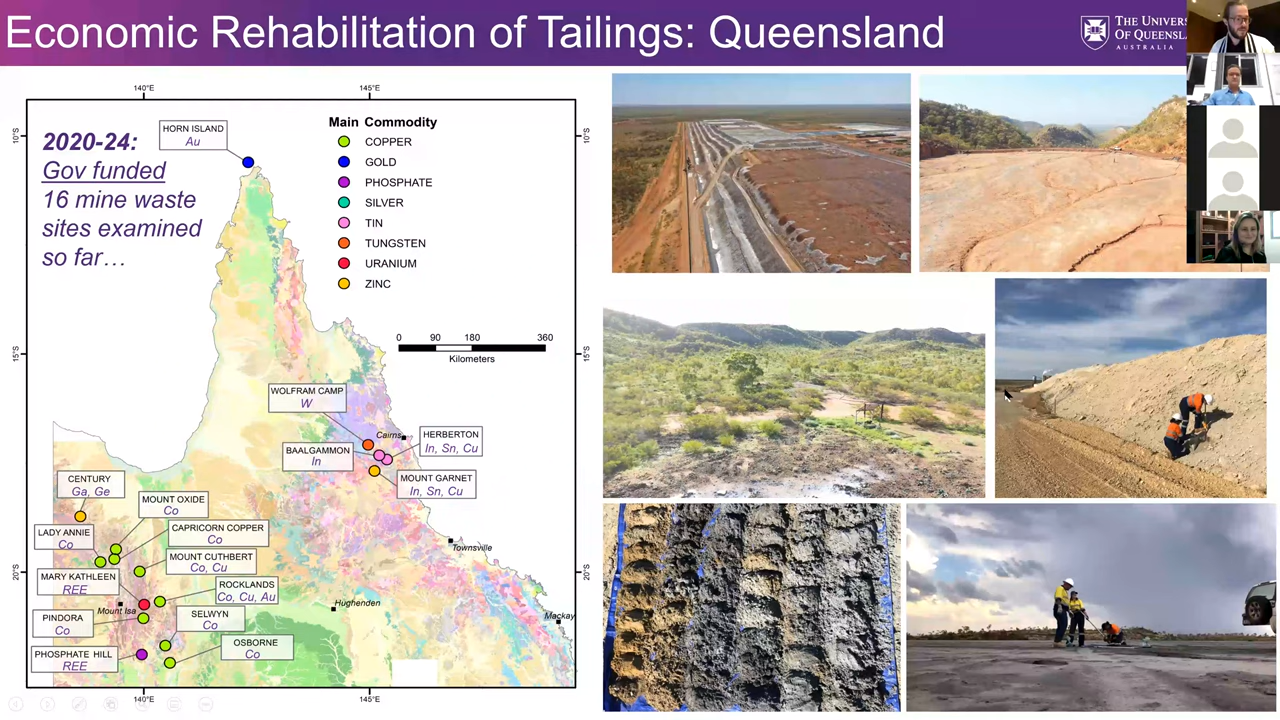 Economic Rehabilitation of Tailings: Queensland
THE UNIVERS
OF QUEENSLA
AUSTRALIA
140°E
145°E
10°S
10°S
2020-24:
Gov funded
16 mine waste
sites examined
so far…
HORN ISLAND
Au
Main Commodity
COPPER
GOLD
PHOSPHATE
SILVER
TIN
TUNGSTEN
URANIUM
ZINC
0 90 180 360
Kilometers
15°S
15°S
WOLFRAM CAMP
W
Cairns
HERBERTON
In, Sn, Cu
BAALGAMMON
In
MOUNT GARNET
In, Sn, Cu
CENTURY
Ga, Ge
MOUNT OXIDE
Co
LADY ANNIE
Co
CAPRICORN COPPER
Co
Townsville
MOUNT CUTHBERT
Co, Cu
20°S
20°S
MARY KATHLEEN
REE
ROCKLANDS
Co, Cu, Au
Mount Isa
Hughenden
Mackay
PINDORA
Co
SELWYN
Co
OSBORNE
Co
PHOSPHATE HILL
REE
140°E
145°E